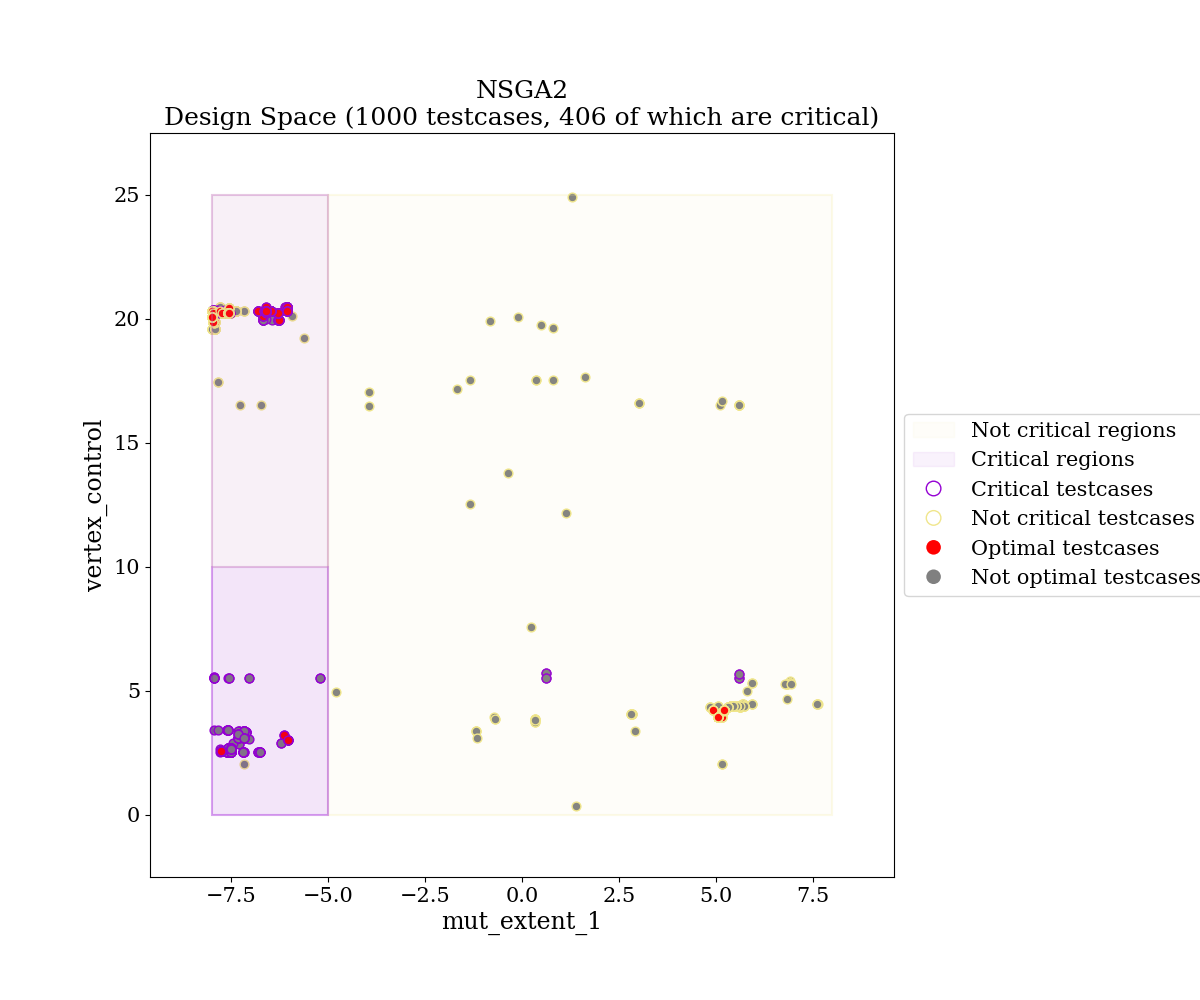 NSGA2
Design Space (1000 testcases, 406 of which are critical)
25
20
15
10
5
0
vertex_control
−7.5 −5.0 −2.5 0.0 2.5 5.0 7.5
mut_extent_1
Not critical regions
Critical regions
Critical testcases
Not critical testcases
Optimal testcases
Not optimal testcases